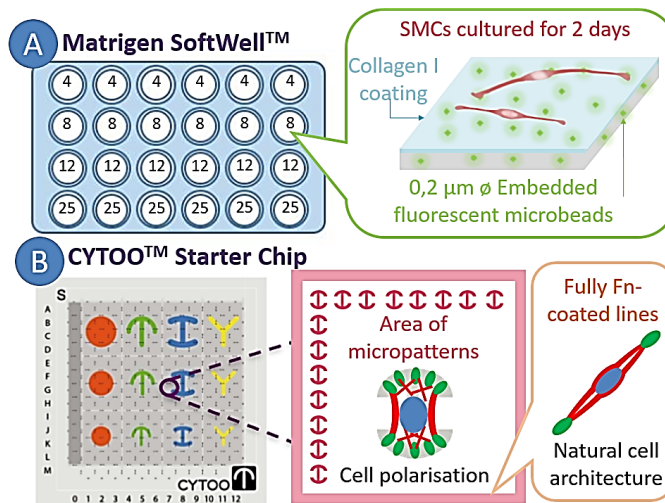 A
Matrigen SoftWell™
4 4 4 4 4 4
8 8 8 8 8 8
12 12 12 12 12 12
25 25 25 25 25 25
SMCs cultured for 2 days
Collagen I
coating
0,2 µm ø Embedded
fluorescent microbeads
B
CYTOO™ Starter Chip
S
A
B
C
D
E
F
G
H
I
J
K
L
M
CYTOO
0 1 2 3 4 5 6 7 8 9 10 11 12
Area of
micropatterns
Cell polarisation
Fully Fn-
coated lines
Natural cell
architecture